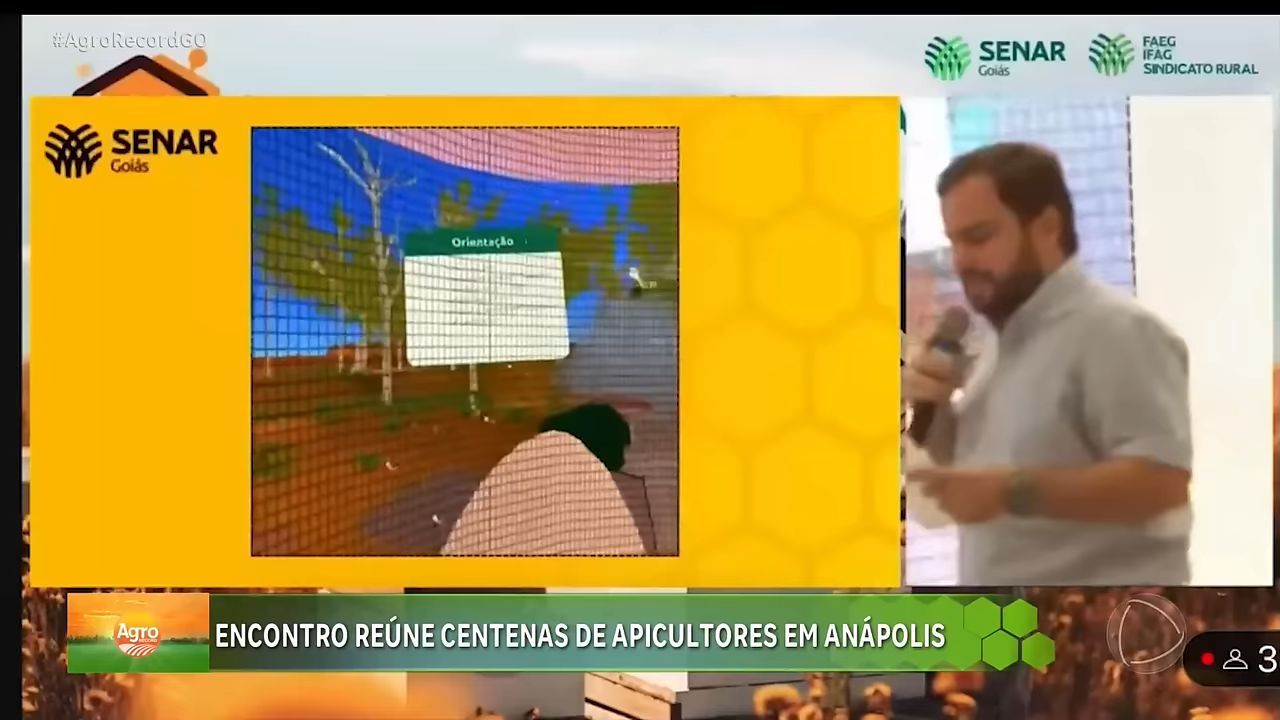 #AgroRecordGO
SENAR
Goiás
FAEG
IFAG
SINDICATO RURAL
SENAR
Goiás
Orientação
Agro
RECORD
ENCONTRO REÚNE CENTENAS DE APICULTORES EM ANÁPOLIS
3